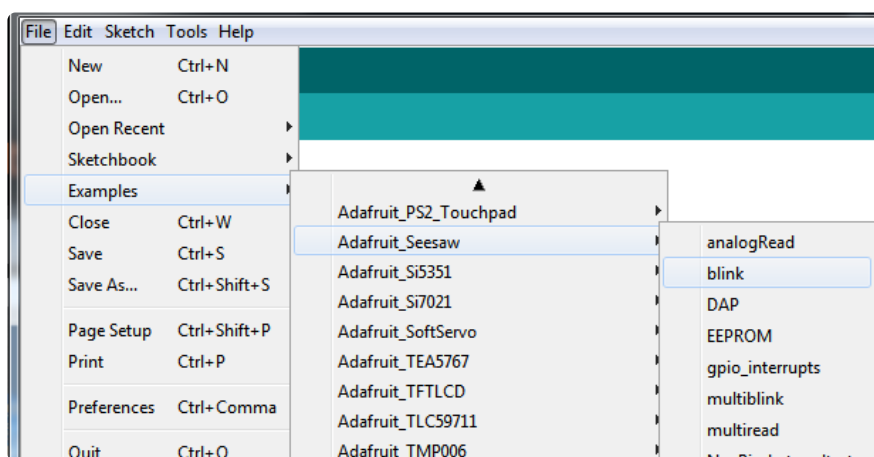 File Edit Sketch Tools Help
New Ctrl+N
Open... Ctrl+O
Open Recent
Sketchbook
Examples
Close Ctrl+W
Save Ctrl+S
Save As... Ctrl+Shift+S
Page Setup Ctrl+Shift+P
Print Ctrl+P
Preferences Ctrl+Comma
Quit Ctrl+Q
Adafruit_PS2_Touchpad
Adafruit_Seesaw
Adafruit_Si5351
Adafruit_Si7021
Adafruit_SoftServo
Adafruit_TEA5767
Adafruit_TFTLCD
Adafruit_TLC59711
Adafruit_TMP006
analogRead
blink
DAP
EEPROM
gpio_interrupts
multiblink
multiread